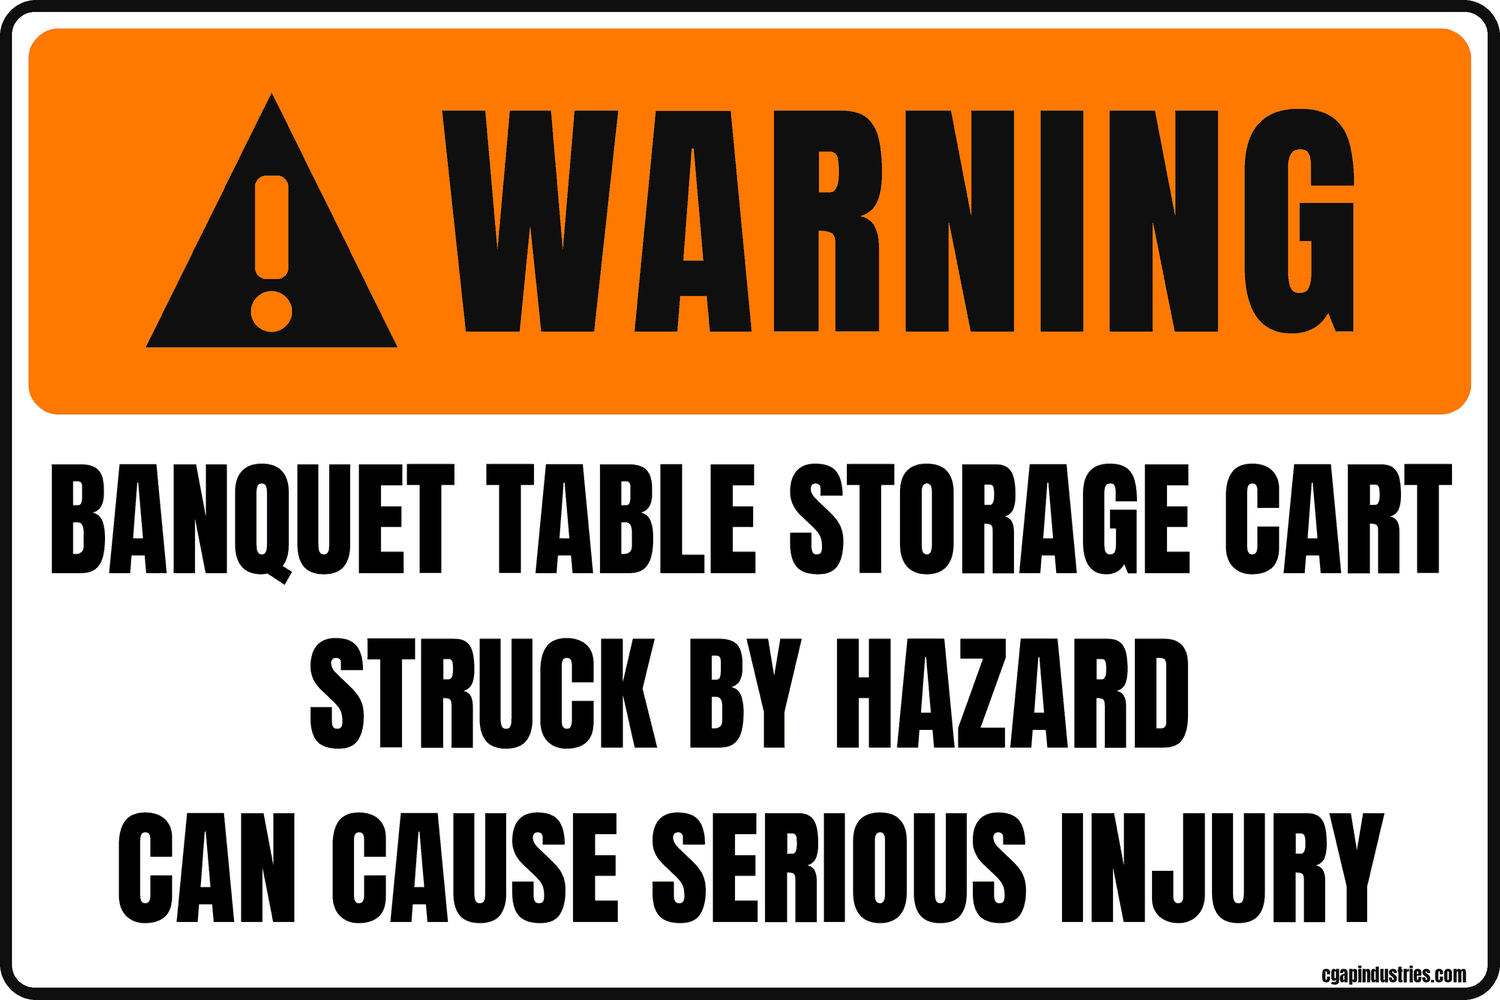 WARNING
BANQUET TABLE STORAGE CART
STRUCK BY HAZARD
CAN CAUSE SERIOUS INJURY
cgapindustries.com